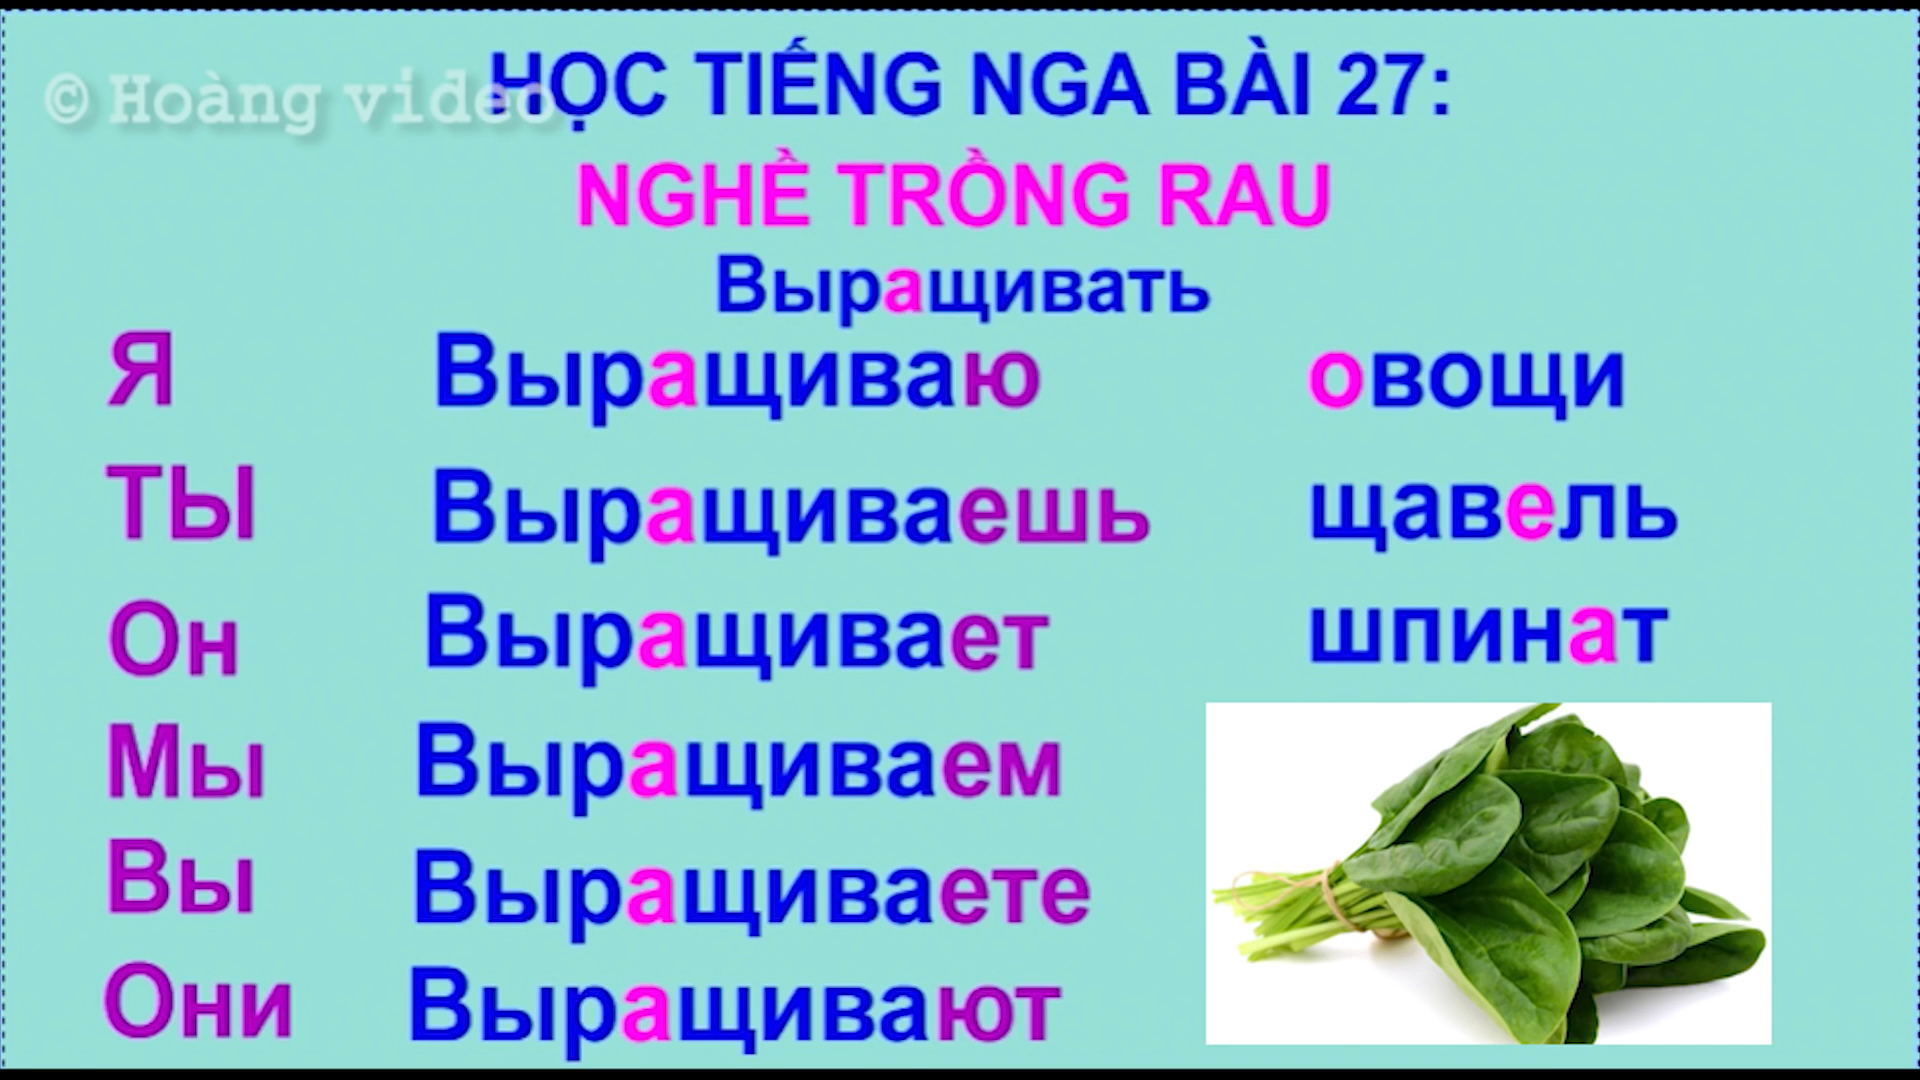 © Hoàng video
HỌC TIẾNG NGA BÀI 27:
NGHỀ TRỒNG RAU
Выращивать
Я Выращиваю овощи
ТЫ Выращиваешь щавель
Он Выращивает шпинат
Мы Выращиваем
Вы Выращиваете
Они Выращивают